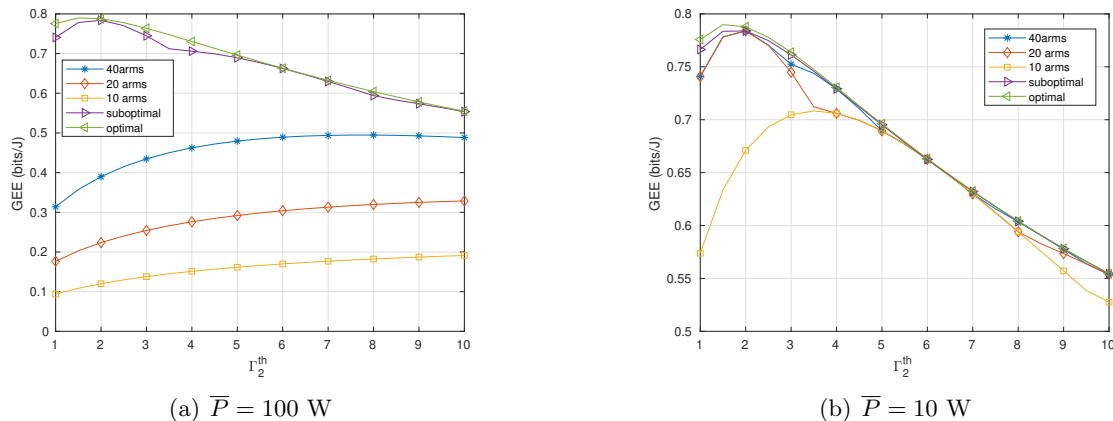 0.8
0.7
0.6
0.5
0.4
0.3
0.2
0.1
0
GEE (bits/J)
40arms
20 arms
10 arms
suboptimal
optimal
1 2 3 4 5 6 7 8 9 10
Γ₂ᵗʰ
(a) P̅ = 100 W
0.8
0.75
0.7
0.65
0.6
0.55
0.5
GEE (bits/J)
40arms
20 arms
10 arms
suboptimal
optimal
1 2 3 4 5 6 7 8 9 10
Γ₂ᵗʰ
(b) P̅ = 10 W